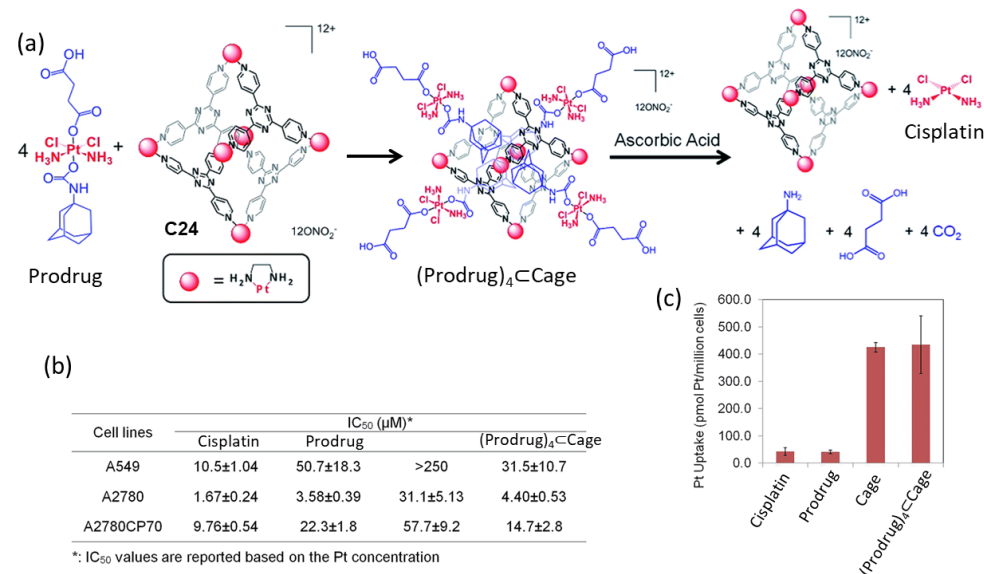 (a)
OH
O
O
O
Cl Cl
Pt
H₃N NH₃
O
O
NH
4
+
Prodrug
12+
C24
12ONO₂⁻
= H₂N NH₂
Pt
12+
12ONO₂⁻
(Prodrug)₄⊂Cage
Ascorbic Acid
12+
12ONO₂⁻
+ 4
Cl Cl
Pt
H₃N NH₃
Cisplatin
NH₂
O OH
HO O
+ 4 + 4 + 4 CO₂
(b)
Cell lines IC₅₀ (µM)*
Cisplatin Prodrug (Prodrug)₄⊂Cage
A549 10.5±1.04 50.7±18.3 >250 31.5±10.7
A2780 1.67±0.24 3.58±0.39 31.1±5.13 4.40±0.53
A2780CP70 9.76±0.54 22.3±1.8 57.7±9.2 14.7±2.8
*: IC₅₀ values are reported based on the Pt concentration
(c)
Pt Uptake (pmol Pt/million cells)
600.0
500.0
400.0
300.0
200.0
100.0
0.0
Cisplatin
Prodrug
Cage
(Prodrug)₄⊂Cage